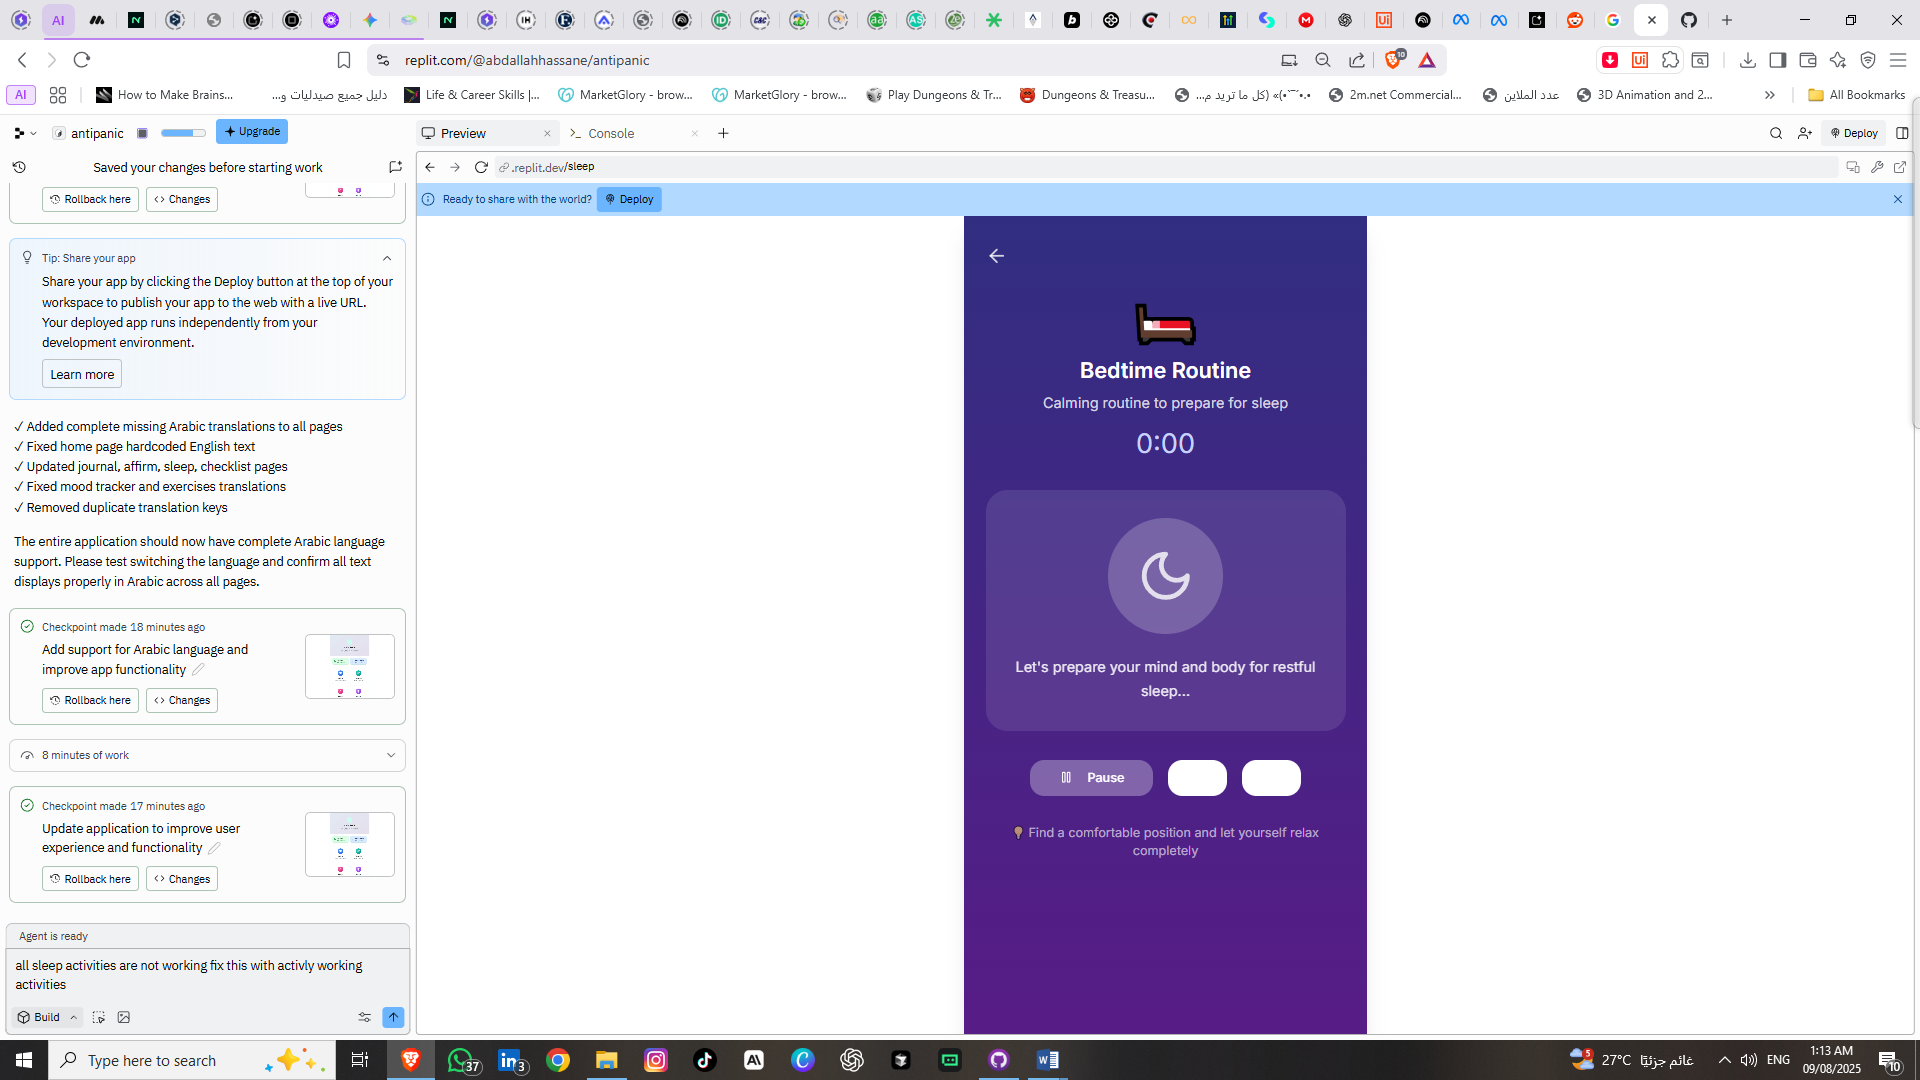 replit.com/@abdallahhassane/antipanic
10
AI
How to Make Brains...
دليل جميع صيدليات و...
Life & Career Skills |...
MarketGlory - brow...
MarketGlory - brow...
Play Dungeons & Tr...
Dungeons & Treasu...
2m.net Commercial...
عدد الملاين
3D Animation and 2...
All Bookmarks
antipanic
Upgrade
Preview
Console
Deploy
Saved your changes before starting work
.replit.dev/sleep
Rollback here
Changes
Ready to share with the world?
Deploy
Tip: Share your app
Share your app by clicking the Deploy button at the top of your
workspace to publish your app to the web with a live URL.
Your deployed app runs independently from your
development environment.
Learn more
✓ Added complete missing Arabic translations to all pages
✓ Fixed home page hardcoded English text
✓ Updated journal, affirm, sleep, checklist pages
✓ Fixed mood tracker and exercises translations
✓ Removed duplicate translation keys
The entire application should now have complete Arabic language
support. Please test switching the language and confirm all text
displays properly in Arabic across all pages.
Checkpoint made 18 minutes ago
Add support for Arabic language and
improve app functionality
Rollback here
Changes
8 minutes of work
Checkpoint made 17 minutes ago
Update application to improve user
experience and functionality
Rollback here
Changes
Agent is ready
all sleep activities are not working fix this with activly working
activities
Build
Bedtime Routine
Calming routine to prepare for sleep
0:00
Let's prepare your mind and body for restful
sleep...
Pause
Find a comfortable position and let yourself relax
completely
Type here to search
37
3
5
27°C
غائم جزئيًا
ENG
1:13 AM
09/08/2025
10